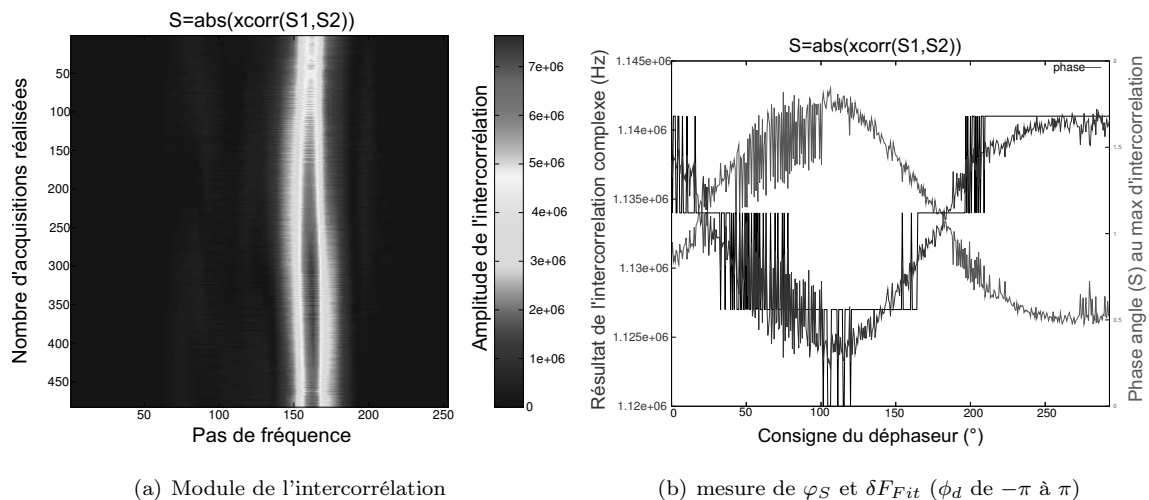 S=abs(xcorr(S1,S2))
Nombre d'acquisitions réalisées
50
100
150
200
250
300
350
400
450
50
100
150
200
250
Pas de fréquence
Amplitude de l'intercorrélation
7e+06
6e+06
5e+06
4e+06
3e+06
2e+06
1e+06
0
(a) Module de l'intercorrélation
S=abs(xcorr(S1,S2))
phase
Résultat de l'intercorrelation complexe (Hz)
1.145e+06
1.14e+06
1.135e+06
1.13e+06
1.125e+06
1.12e+06
0
50
100
150
200
250
Consigne du déphaseur (°)
Phase angle (S) au max d'intercorrelation
2
1.5
1
0.5
0
(b) mesure de φ_S et δF_{Fit} (ϕ_d de −π à π)